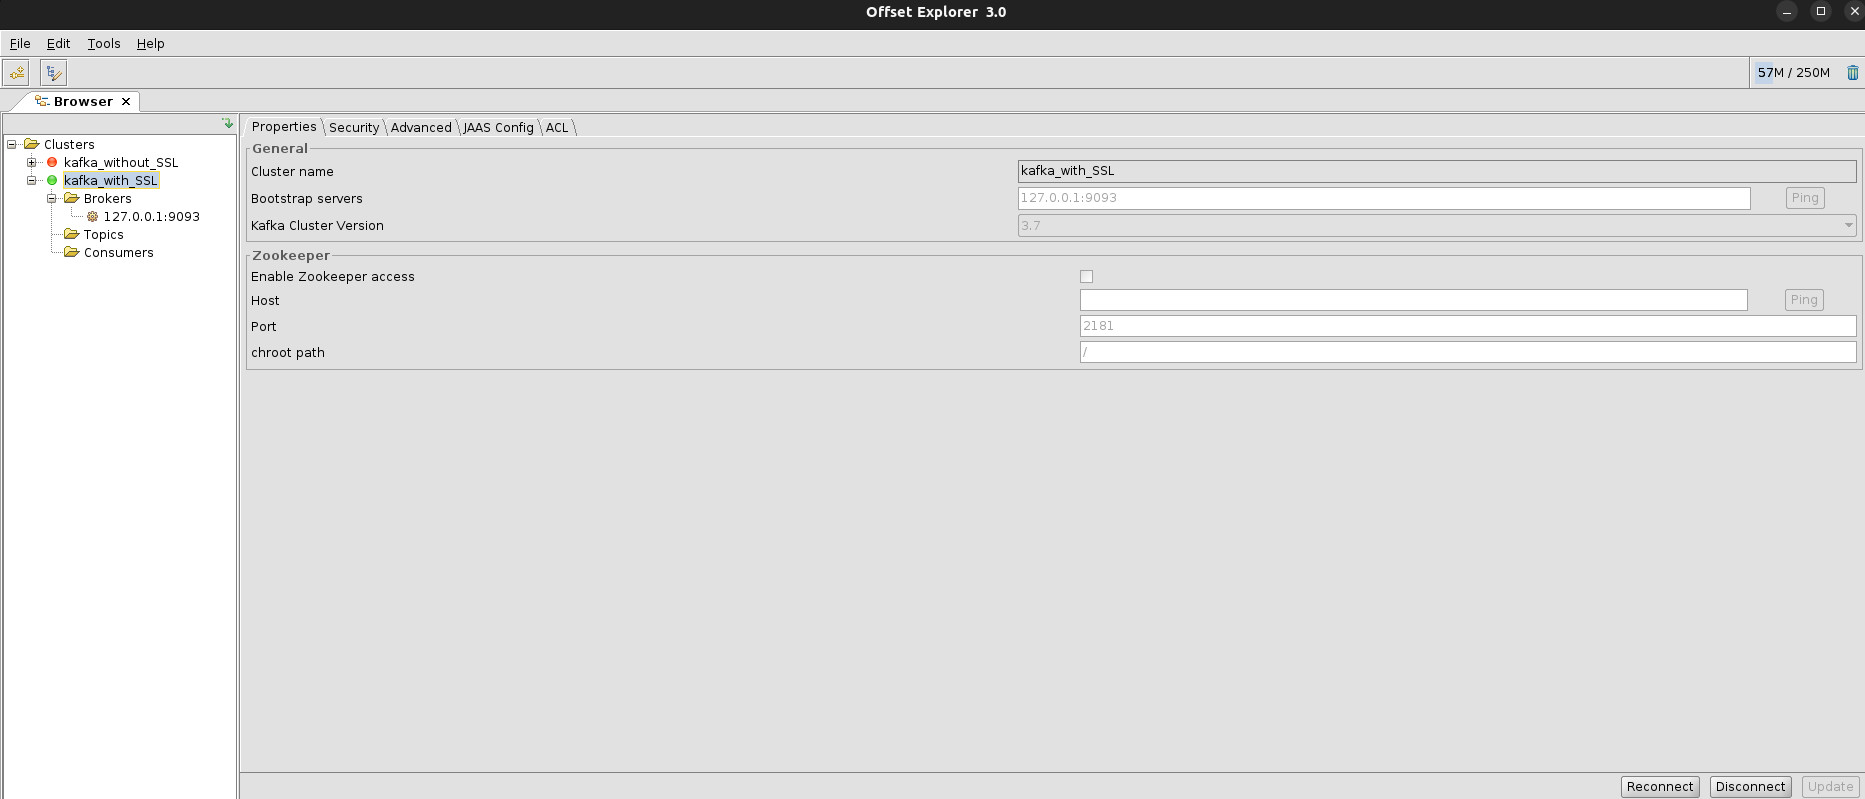 Offset Explorer 3.0
File Edit Tools Help
57M / 250M
Browser
Properties Security Advanced JAAS Config ACL
Clusters
kafka_without_SSL
kafka_with_SSL
Brokers
127.0.0.1:9093
Topics
Consumers
General
Cluster name kafka_with_SSL
Bootstrap servers 127.0.0.1:9093 Ping
Kafka Cluster Version 3.7
Zookeeper
Enable Zookeeper access
Host Ping
Port 2181
chroot path /
Reconnect Disconnect Update